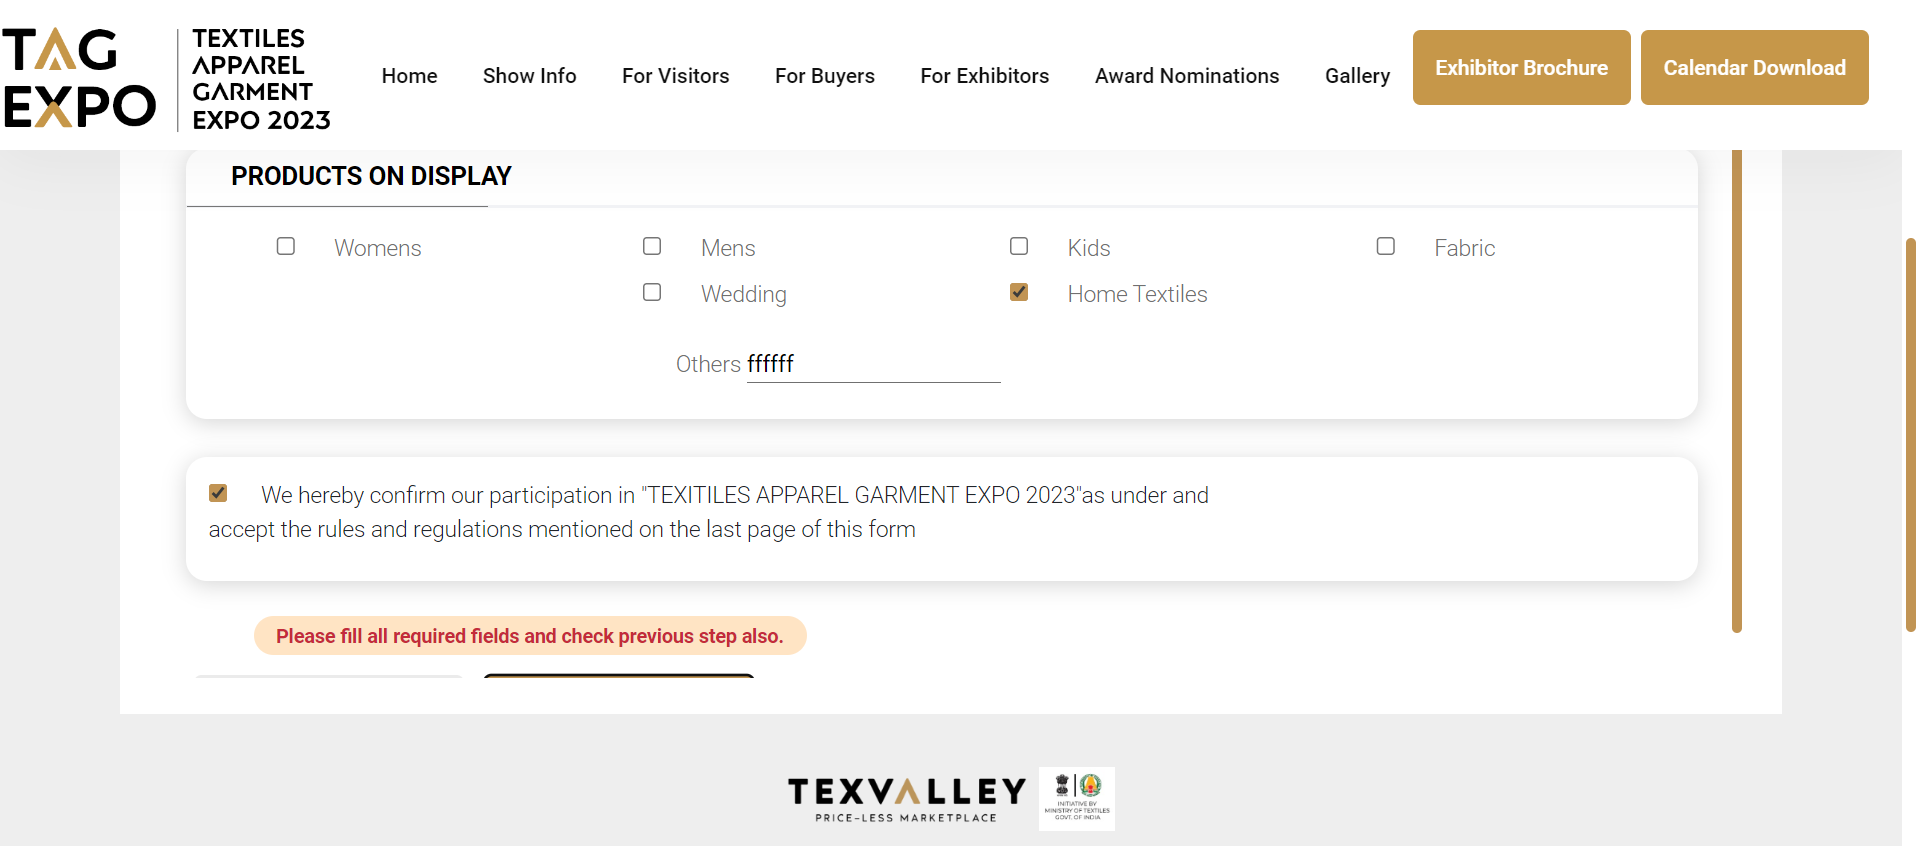 TAG
EXPO
TEXTILES
APPAREL
GARMENT
EXPO 2023
Home
Show Info
For Visitors
For Buyers
For Exhibitors
Award Nominations
Gallery
Exhibitor Brochure
Calendar Download
PRODUCTS ON DISPLAY
Womens
Mens
Kids
Fabric
Wedding
Home Textiles
Others ffffff
We hereby confirm our participation in "TEXITILES APPAREL GARMENT EXPO 2023"as under and
accept the rules and regulations mentioned on the last page of this form
Please fill all required fields and check previous step also.
TEXVALLEY
PRICE-LESS MARKETPLACE
INITIATIVE BY
MINISTRY OF TEXTILES
GOVT. OF INDIA